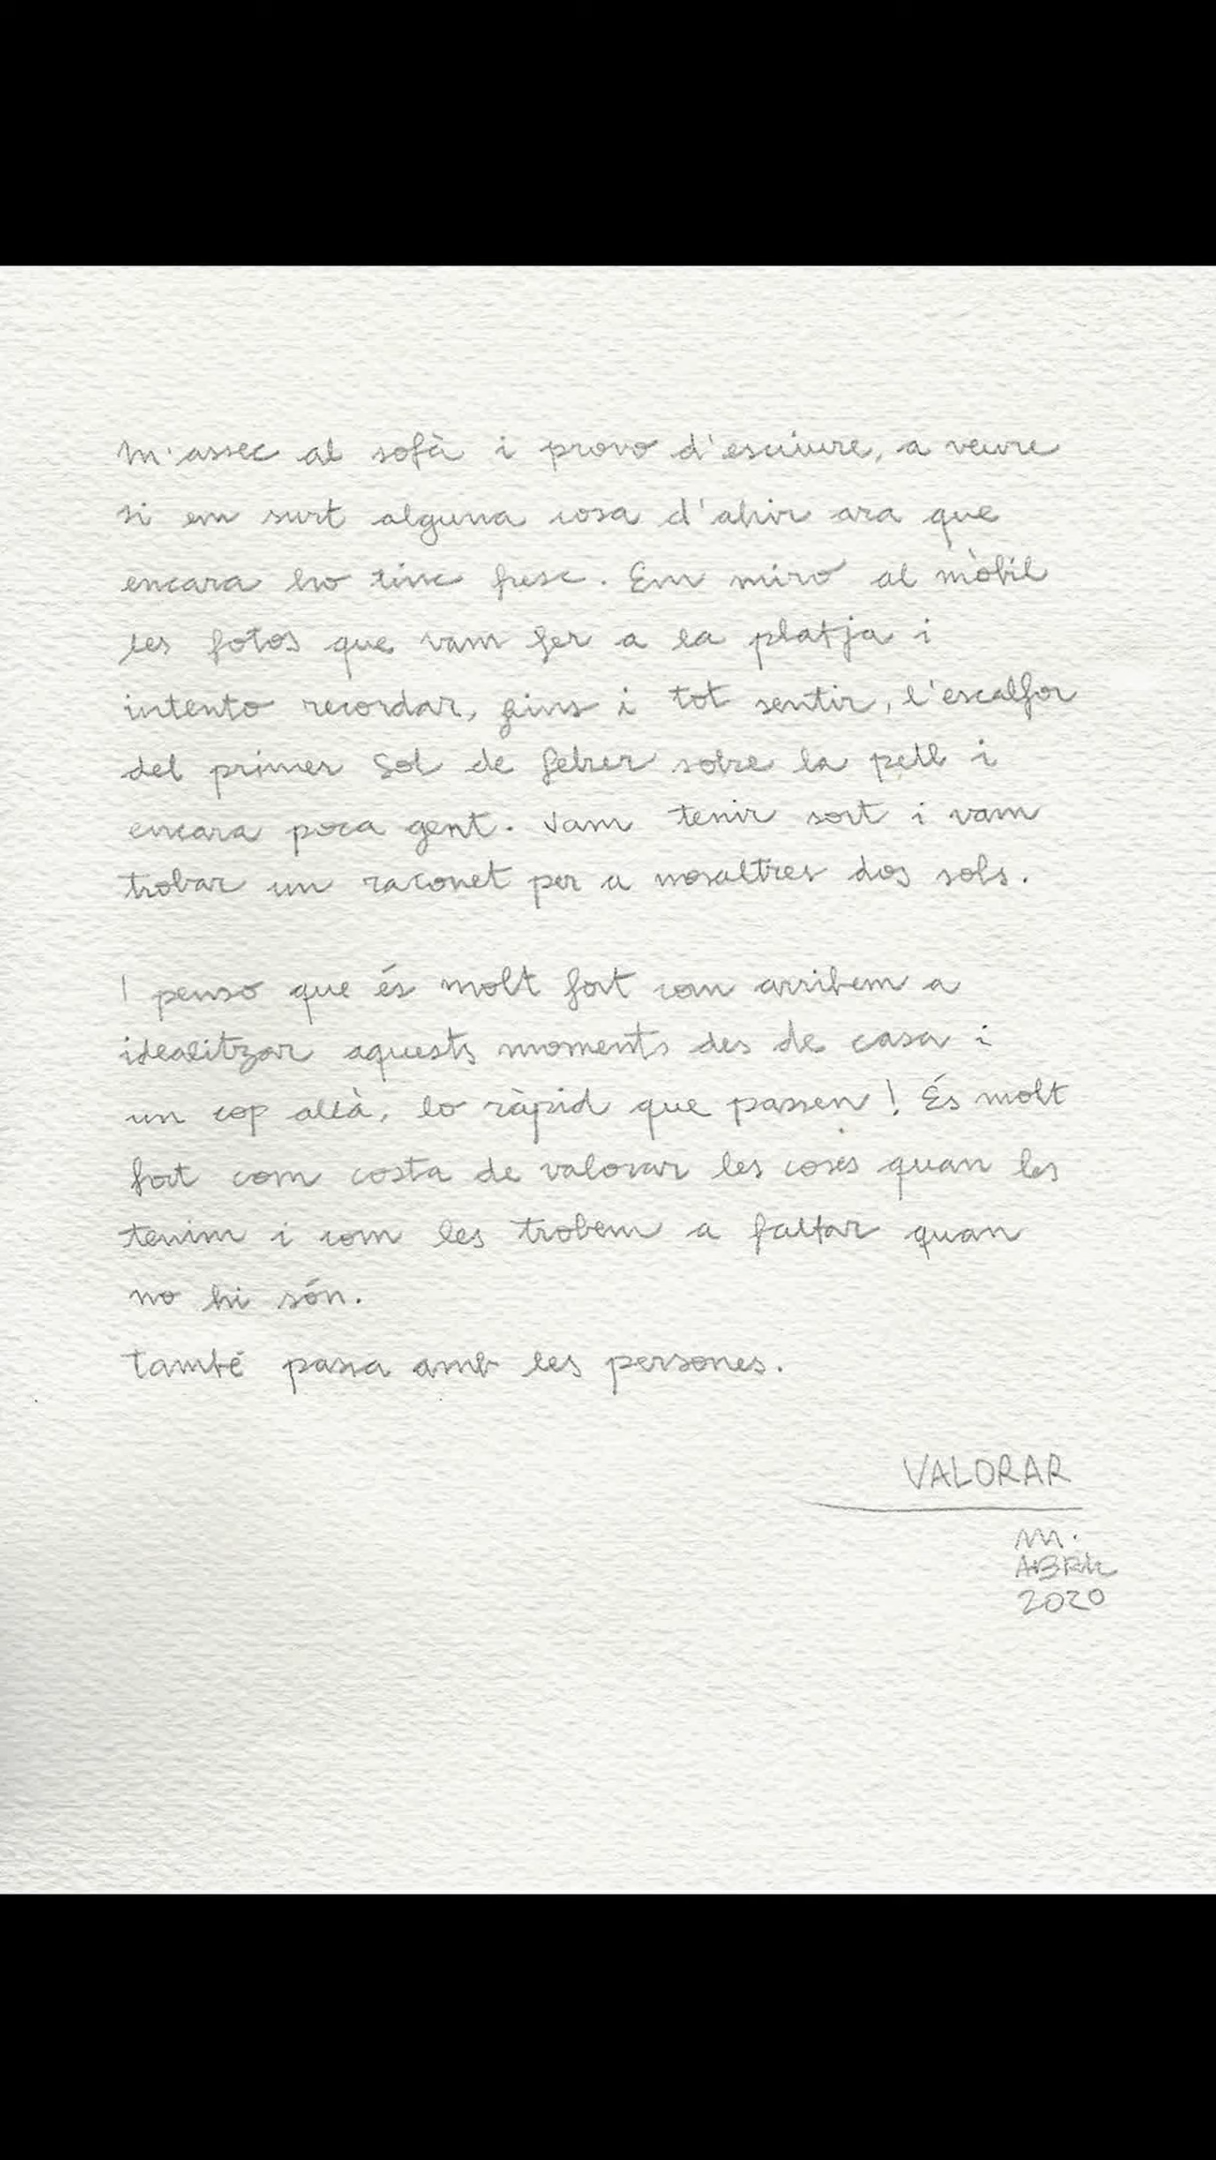 M'assec al sofà i provo d'escriure, a veure
si em surt alguna cosa d'ahir ara que
encara ho tinc fresc. Em miro al mòbil
les fotos que vam fer a la platja i
intento recordar, fins i tot sentir, l'escalfor
del primer Sol de febrer sobre la pell i
encara poca gent. Vam tenir sort i vam
trobar un raconet per a nosaltres dos sols.
I penso que és molt fort com arribem a
idealitzar aquests moments des de casa i
un cop allà, lo ràpid que passen! És molt
fort com costa de valorar les coses quan les
tenim i com les trobem a faltar quan
no hi són.
També passa amb les persones.
VALORAR
M.
ABRIL
2020